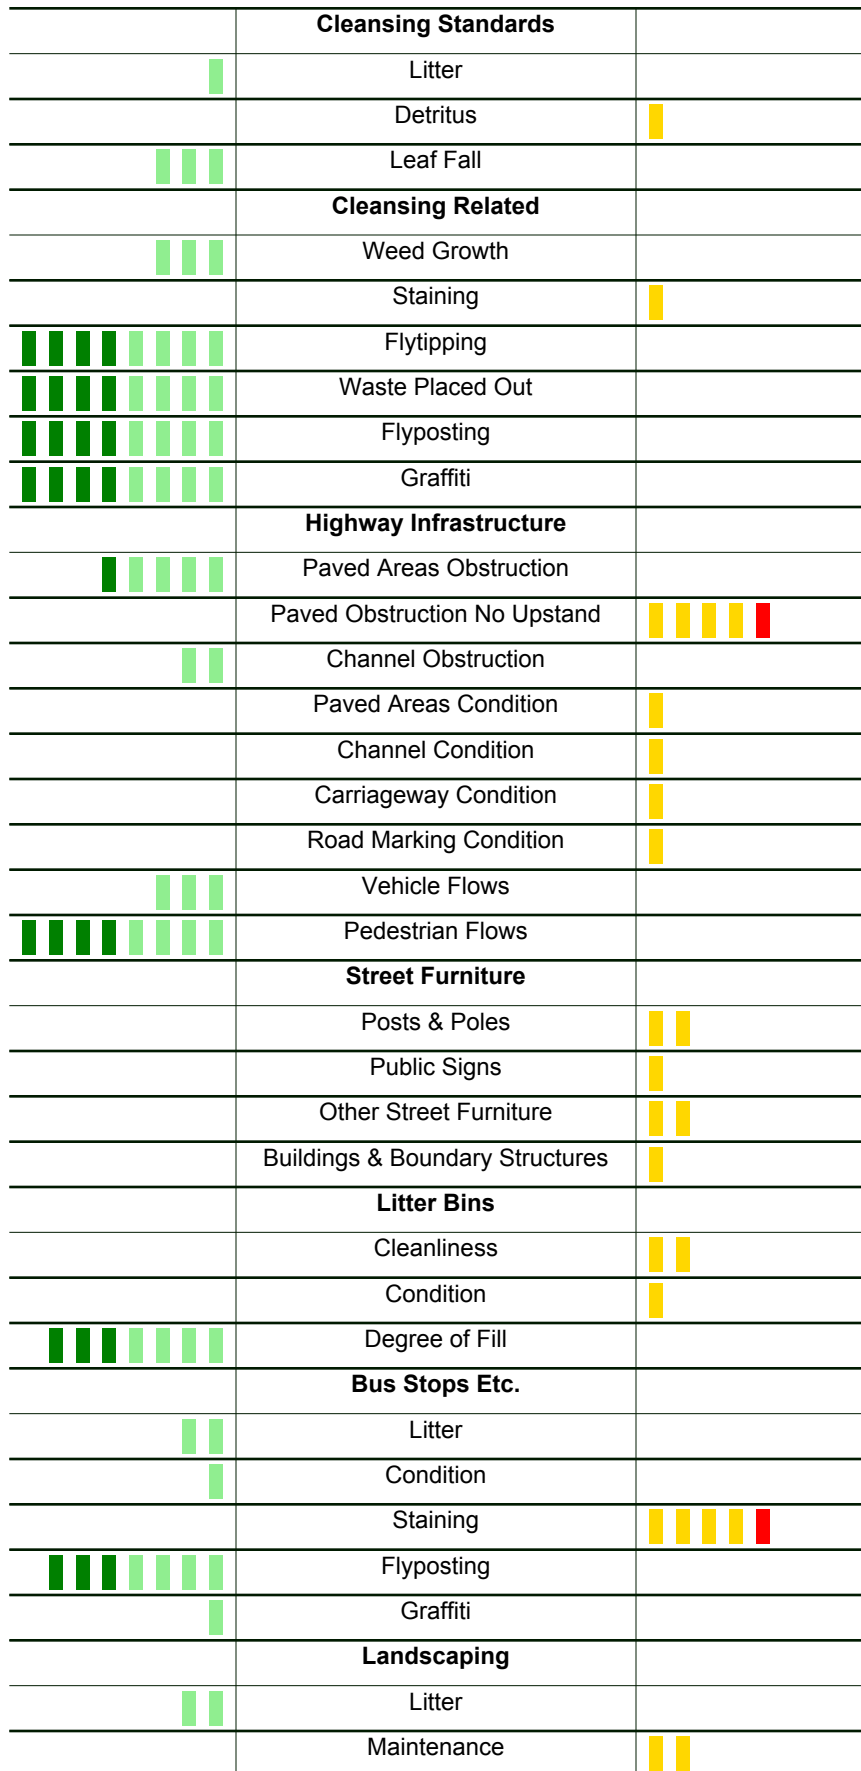 Cleansing Standards
Litter
Detritus
Leaf Fall
Cleansing Related
Weed Growth
Staining
Flytipping
Waste Placed Out
Flyposting
Graffiti
Highway Infrastructure
Paved Areas Obstruction
Paved Obstruction No Upstand
Channel Obstruction
Paved Areas Condition
Channel Condition
Carriageway Condition
Road Marking Condition
Vehicle Flows
Pedestrian Flows
Street Furniture
Posts & Poles
Public Signs
Other Street Furniture
Buildings & Boundary Structures
Litter Bins
Cleanliness
Condition
Degree of Fill
Bus Stops Etc.
Litter
Condition
Staining
Flyposting
Graffiti
Landscaping
Litter
Maintenance